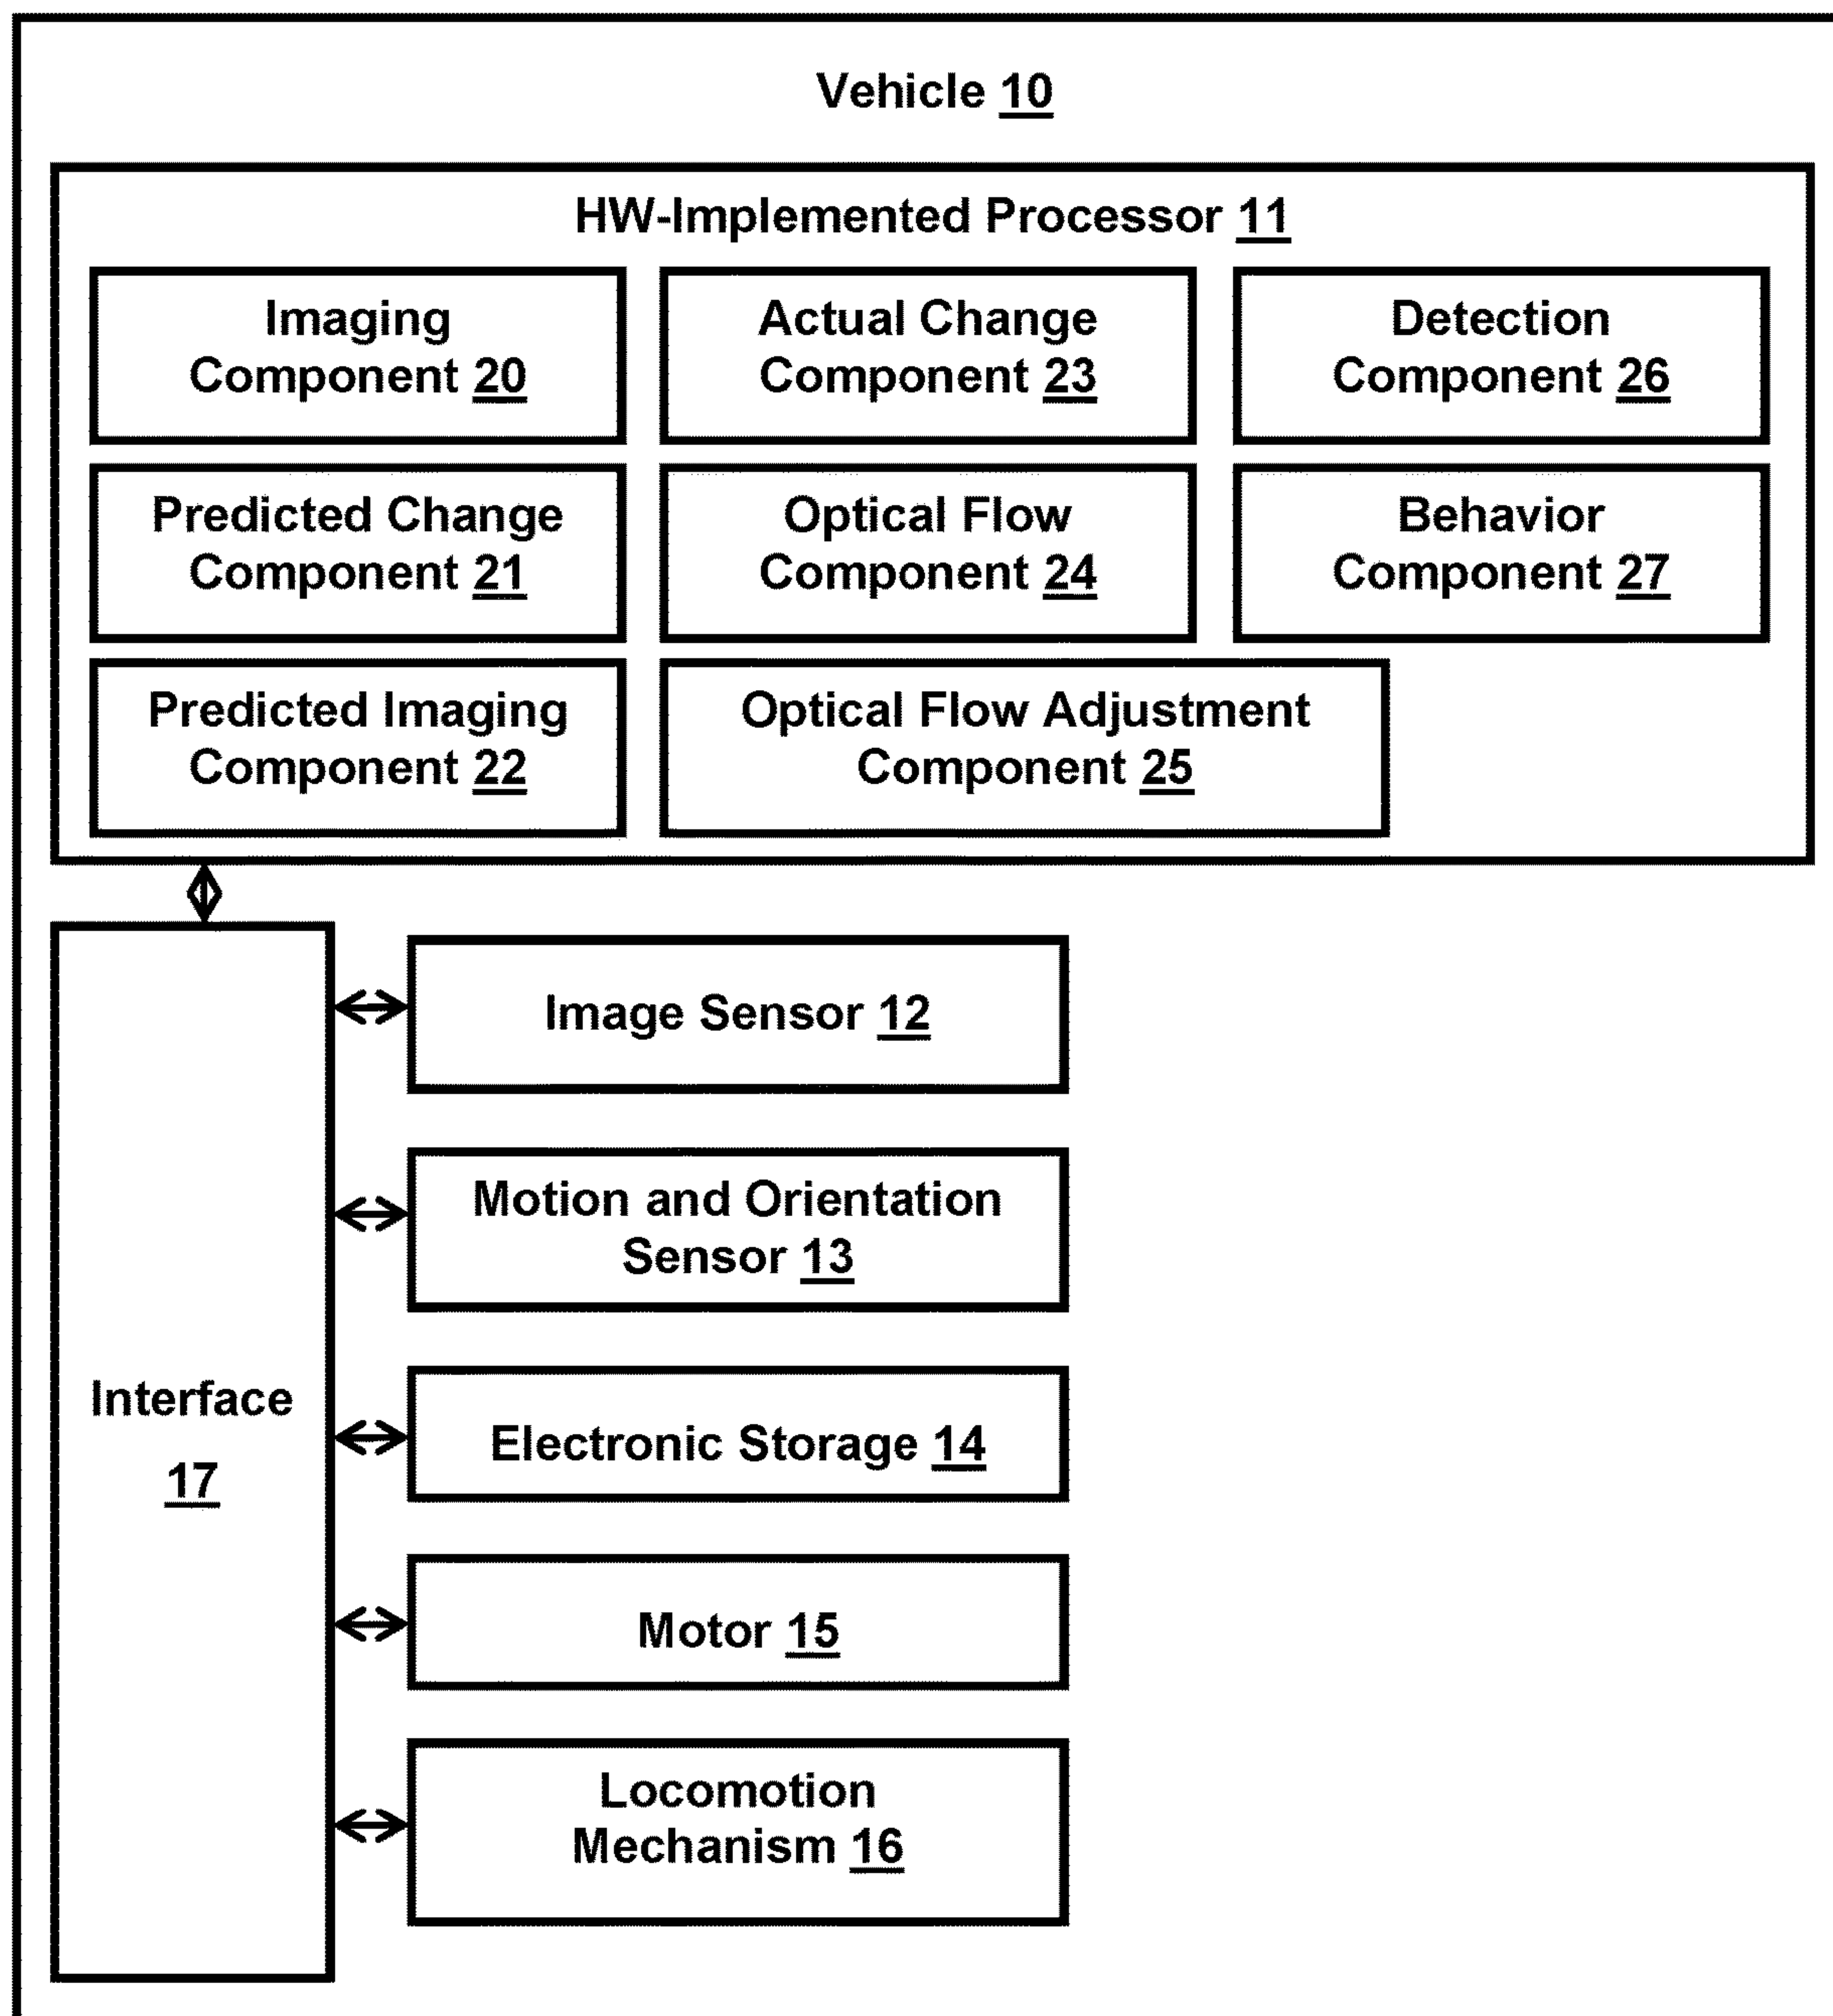 Vehicle 10
HW-Implemented Processor 11
Imaging
Component 20
Actual Change
Component 23
Detection
Component 26
Predicted Change
Component 21
Optical Flow
Component 24
Behavior
Component 27
Predicted Imaging
Component 22
Optical Flow Adjustment
Component 25
Interface
17
Image Sensor 12
Motion and Orientation
Sensor 13
Electronic Storage 14
Motor 15
Locomotion
Mechanism 16